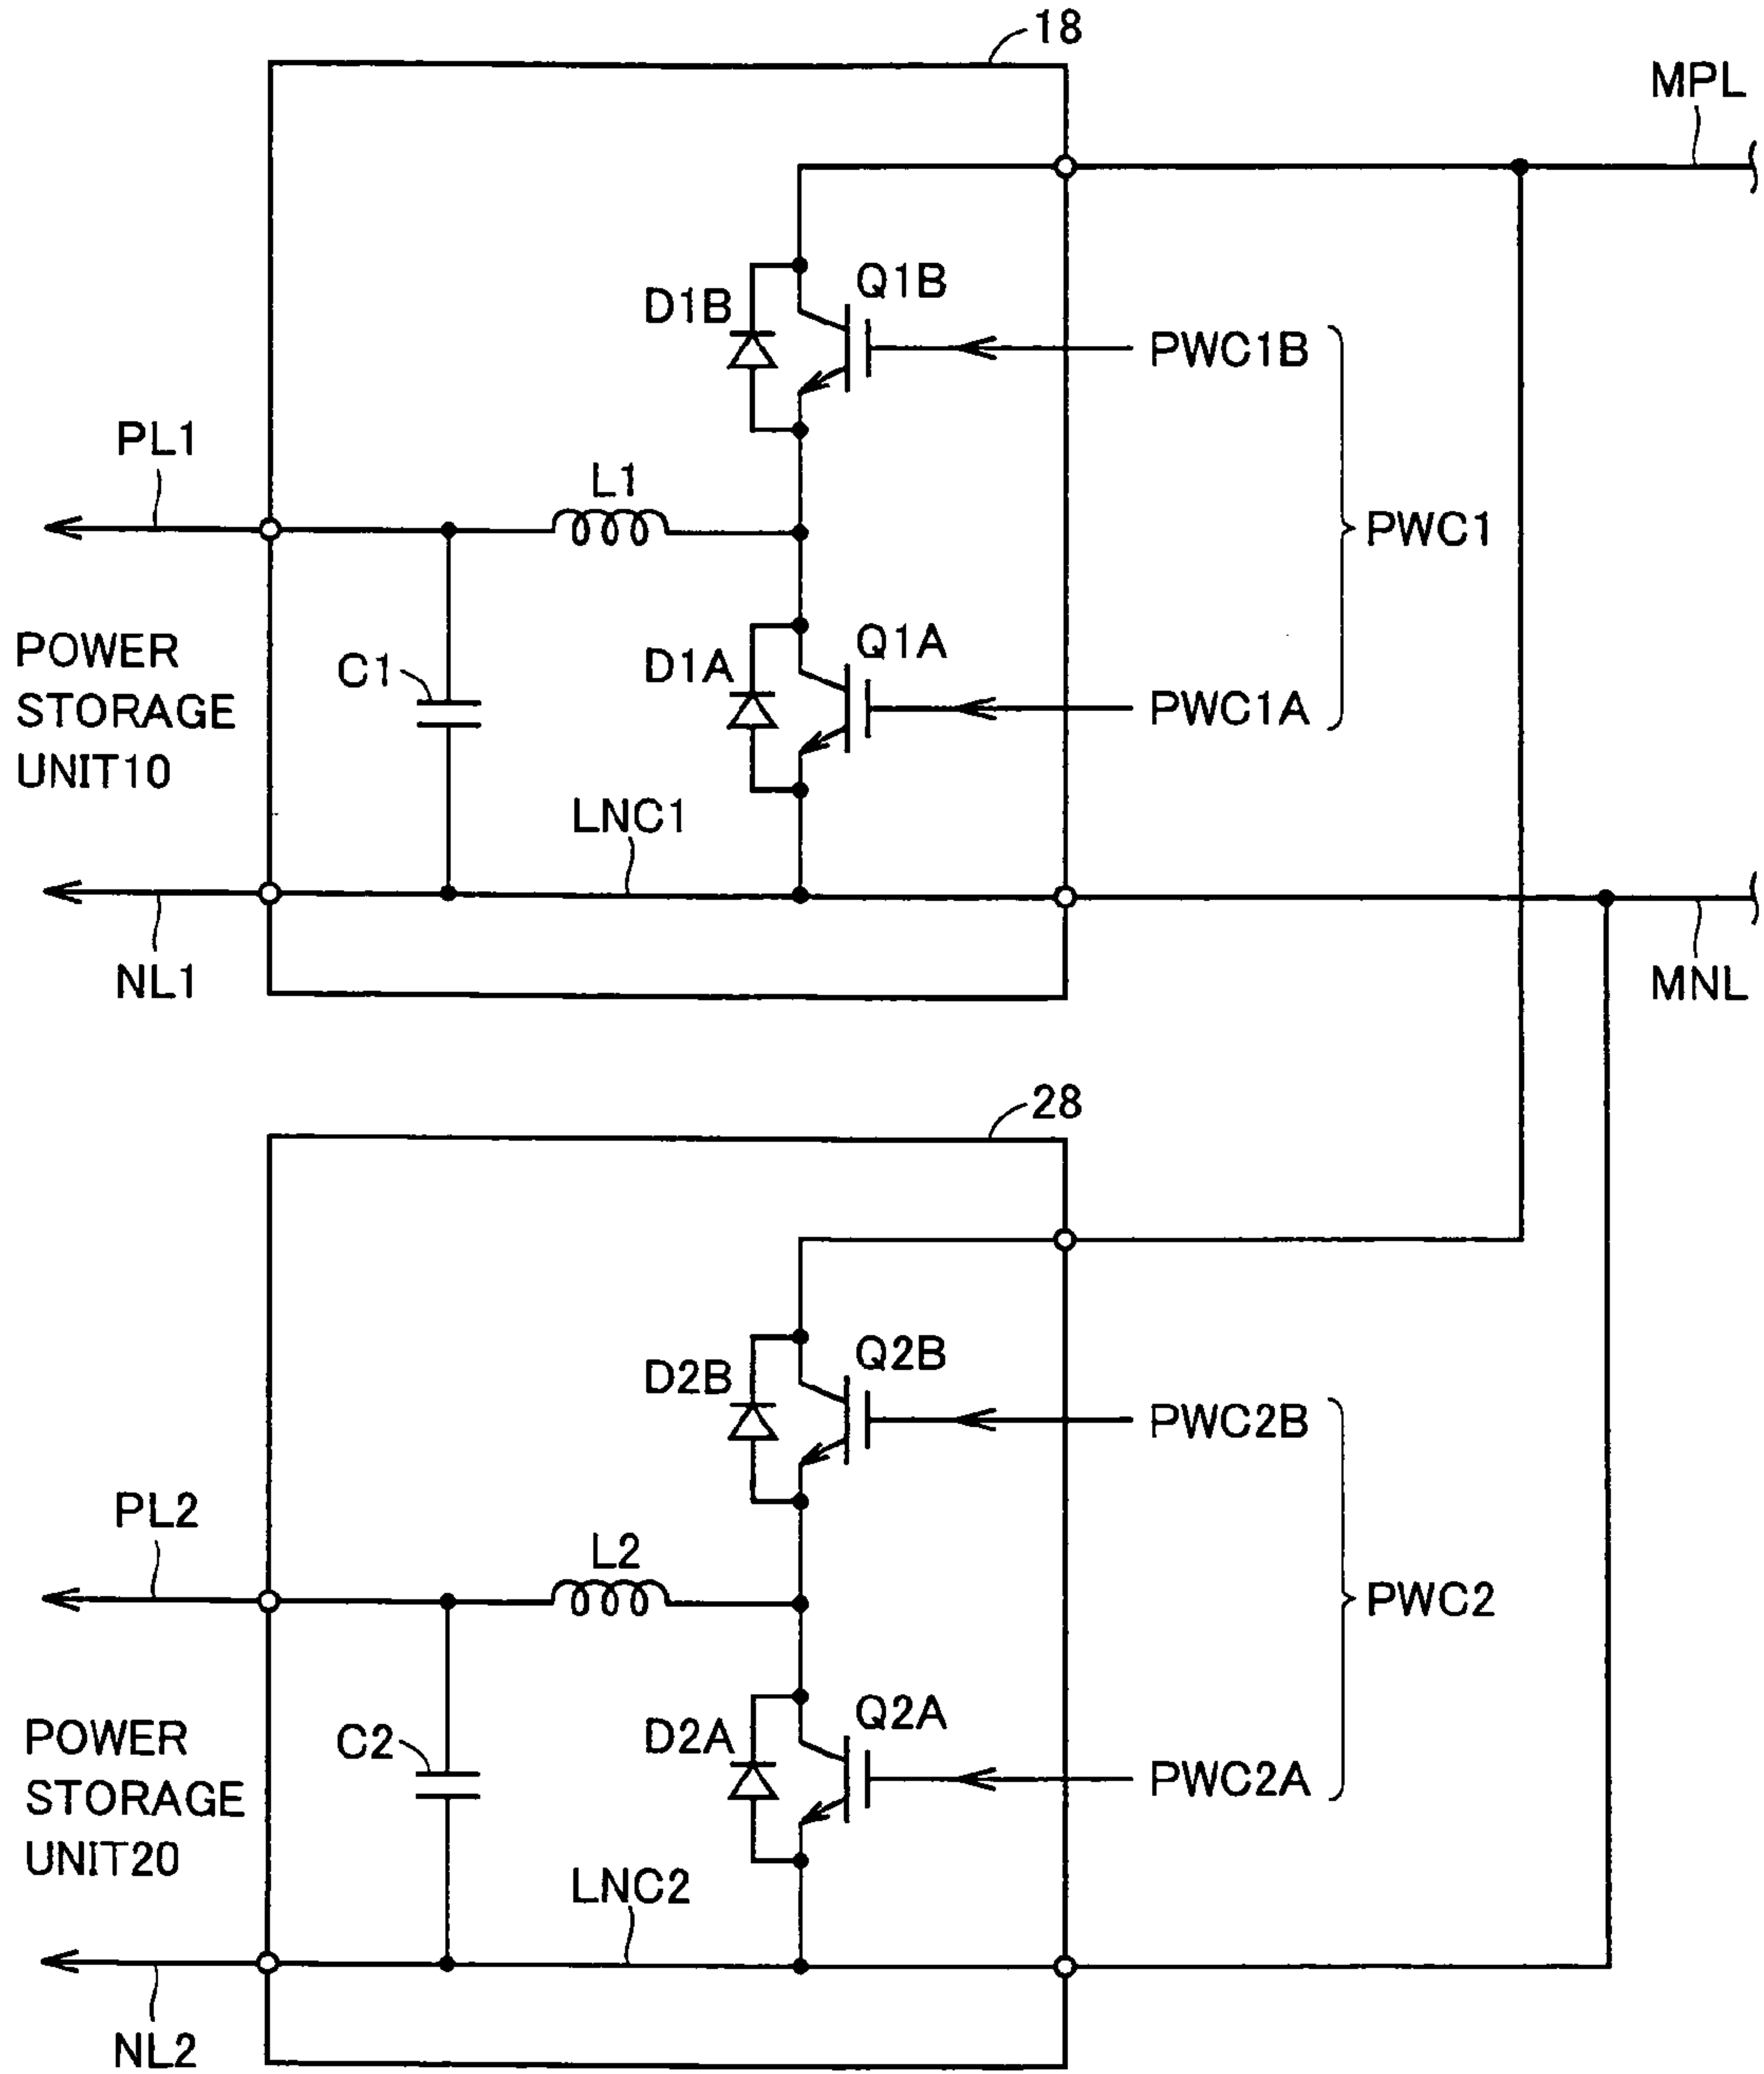 18
MPL
Q1B
D1B
PWC1B
PL1
L1
PWC1
Q1A
POWER
STORAGE
UNIT10
C1
D1A
PWC1A
LNC1
NL1
MNL
28
Q2B
D2B
PWC2B
PL2
L2
PWC2
Q2A
POWER
STORAGE
UNIT20
C2
D2A
PWC2A
LNC2
NL2